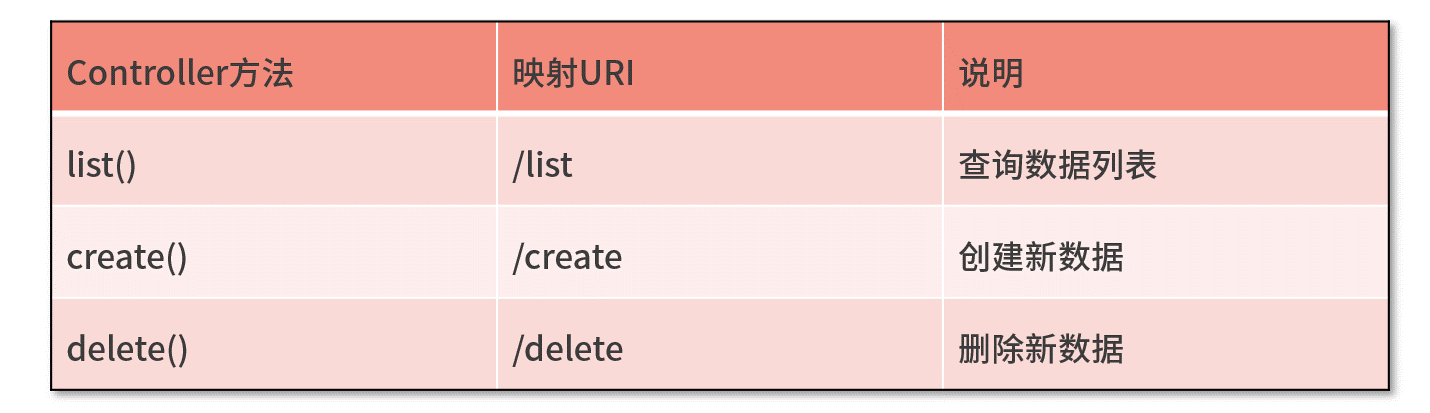 Controller方法 映射URI 说明
list() /list 查询数据列表
create() /create 创建新数据
delete() /delete 删除新数据